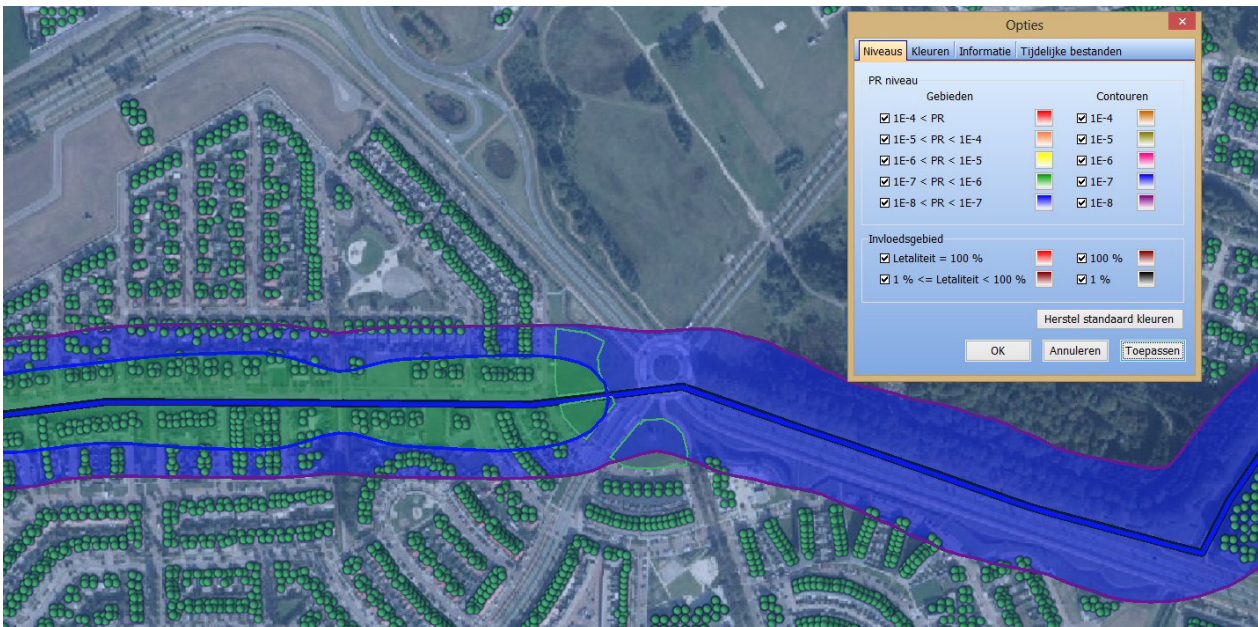 Opties
Niveaus Kleuren Informatie Tijdelijke bestanden
PR niveau
Gebieden Contouren
1E-4 < PR 1E-4
1E-5 < PR < 1E-4 1E-5
1E-6 < PR < 1E-5 1E-6
1E-7 < PR < 1E-6 1E-7
1E-8 < PR < 1E-7 1E-8
Invloedsgebied
Letaliteit = 100 % 100 %
1 % <= Letaliteit < 100 % 1 %
Herstel standaard kleuren
OK Annuleren Toepassen